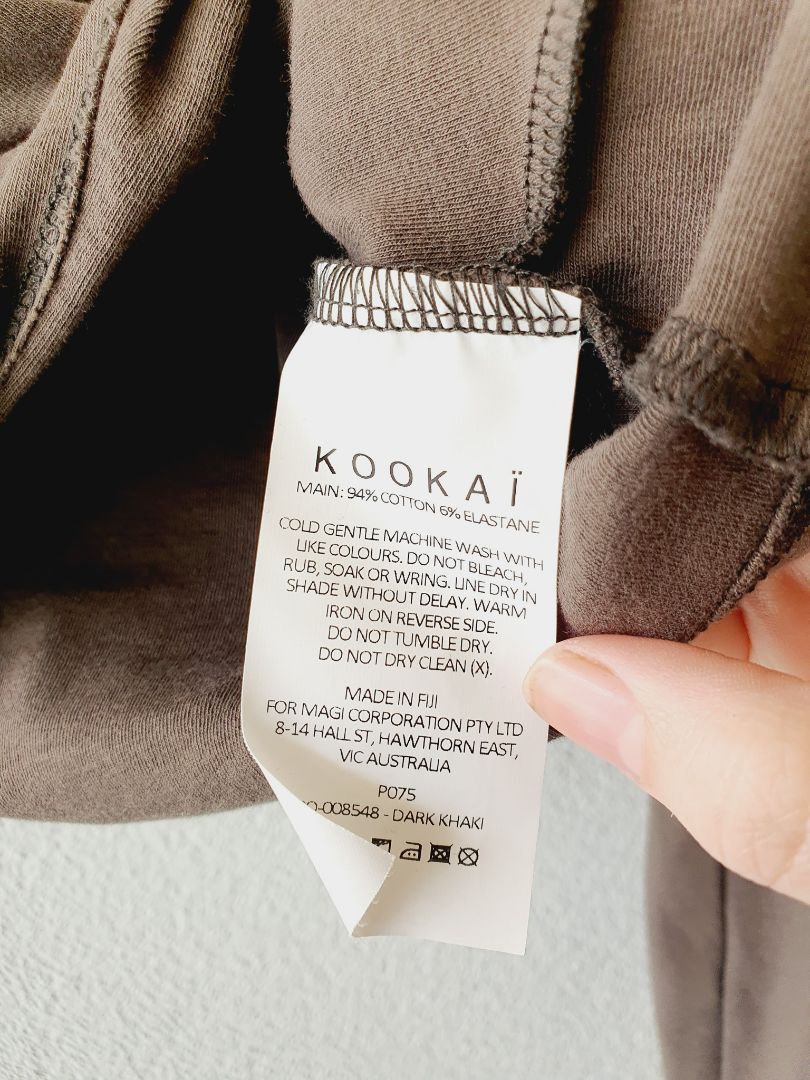 KOOKAÏ
MAIN: 94% COTTON 6% ELASTANE
COLD GENTLE MACHINE WASH WITH
LIKE COLOURS. DO NOT BLEACH,
RUB, SOAK OR WRING. LINE DRY IN
SHADE WITHOUT DELAY. WARM
IRON ON REVERSE SIDE.
DO NOT TUMBLE DRY.
DO NOT DRY CLEAN (X).
MADE IN FIJI
FOR MAGI CORPORATION PTY LTD
8-14 HALL ST, HAWTHORN EAST,
VIC AUSTRALIA
P075
-008548 - DARK KHAKI